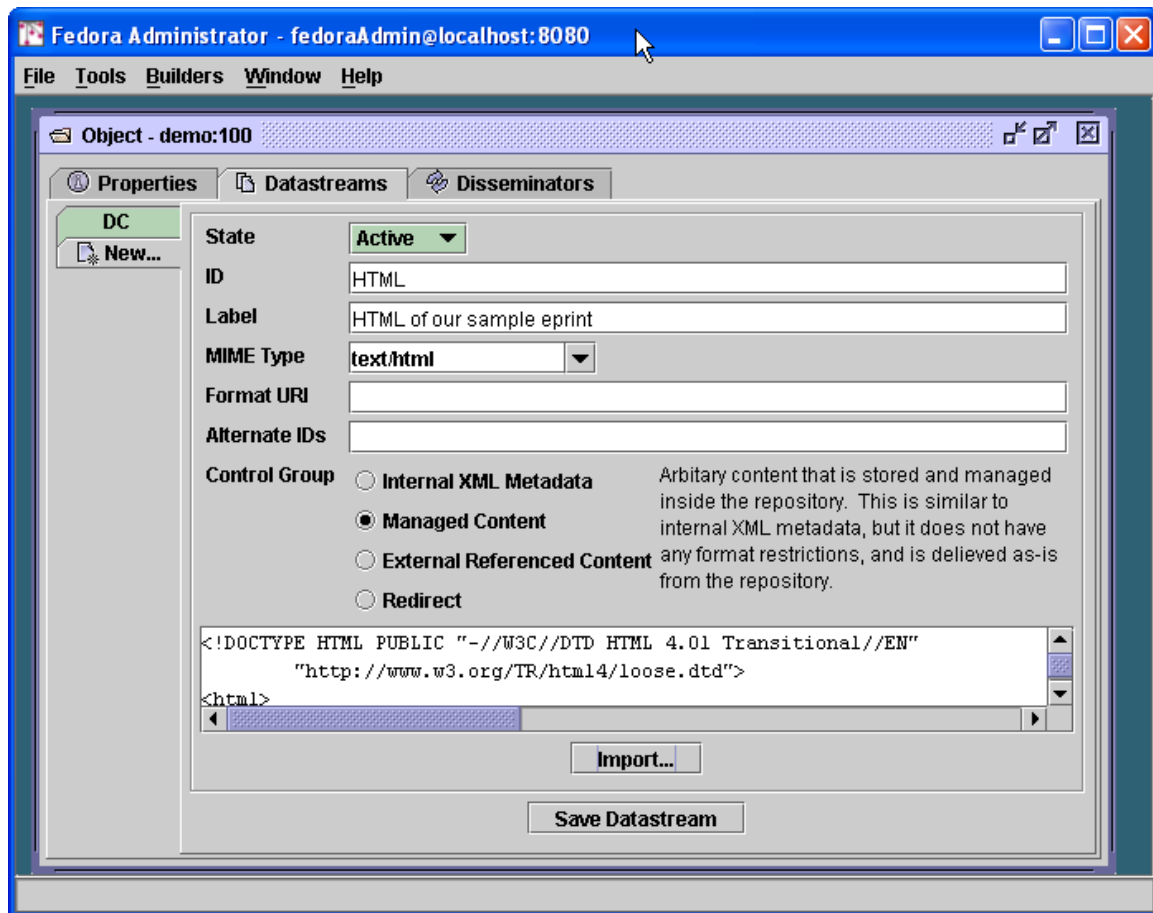 Fedora Administrator - fedoraAdmin@localhost:8080
File Tools Builders Window Help
Object - demo:100
Properties Datastreams Disseminators
DC
New...
State Active
ID HTML
Label HTML of our sample eprint
MIME Type text/html
Format URI
Alternate IDs
Control Group
Internal XML Metadata
Managed Content
External Referenced Content
Redirect
Arbitary content that is stored and managed
inside the repository. This is similar to
internal XML metadata, but it does not have
any format restrictions, and is delieved as-is
from the repository.
<!DOCTYPE HTML PUBLIC "-//W3C//DTD HTML 4.01 Transitional//EN"
"http://www.w3.org/TR/html4/loose.dtd">
<html>
Import...
Save Datastream